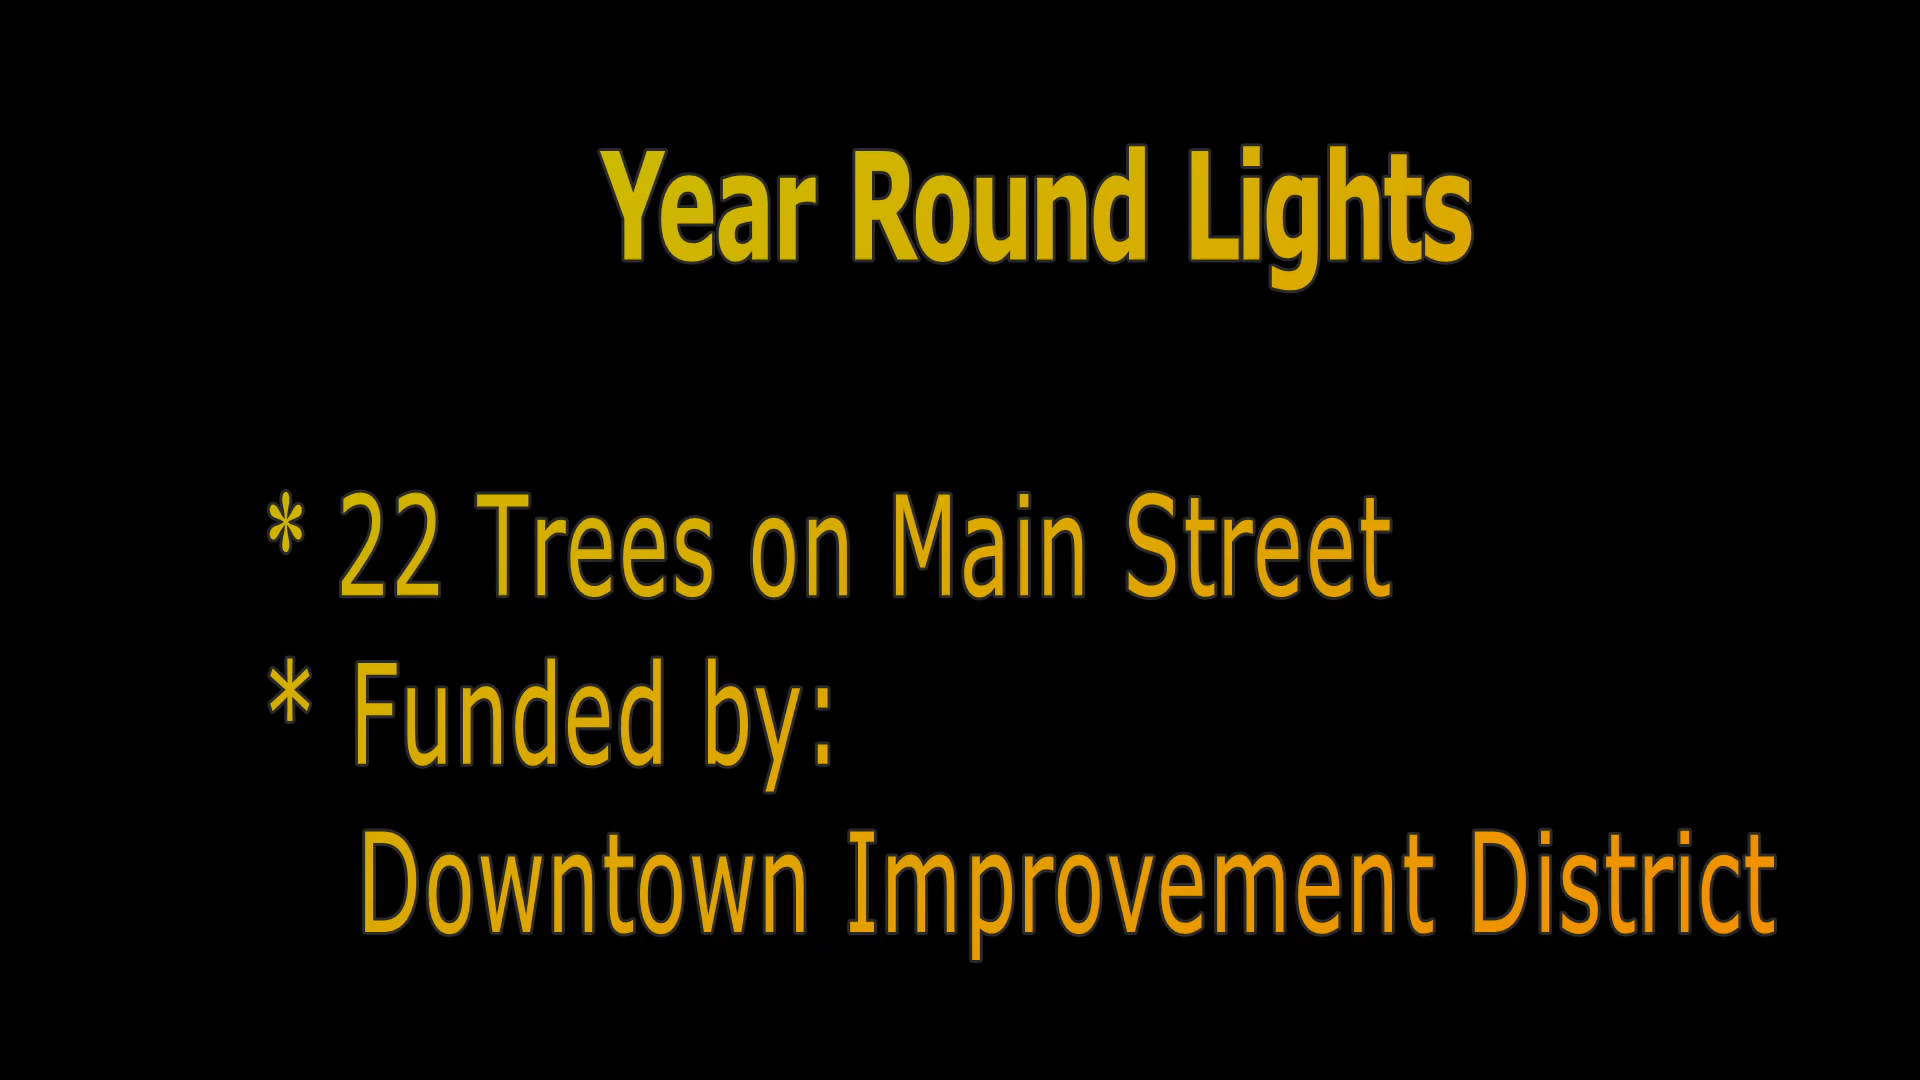 Year Round Lights
* 22 Trees on Main Street
* Funded by:
Downtown Improvement District